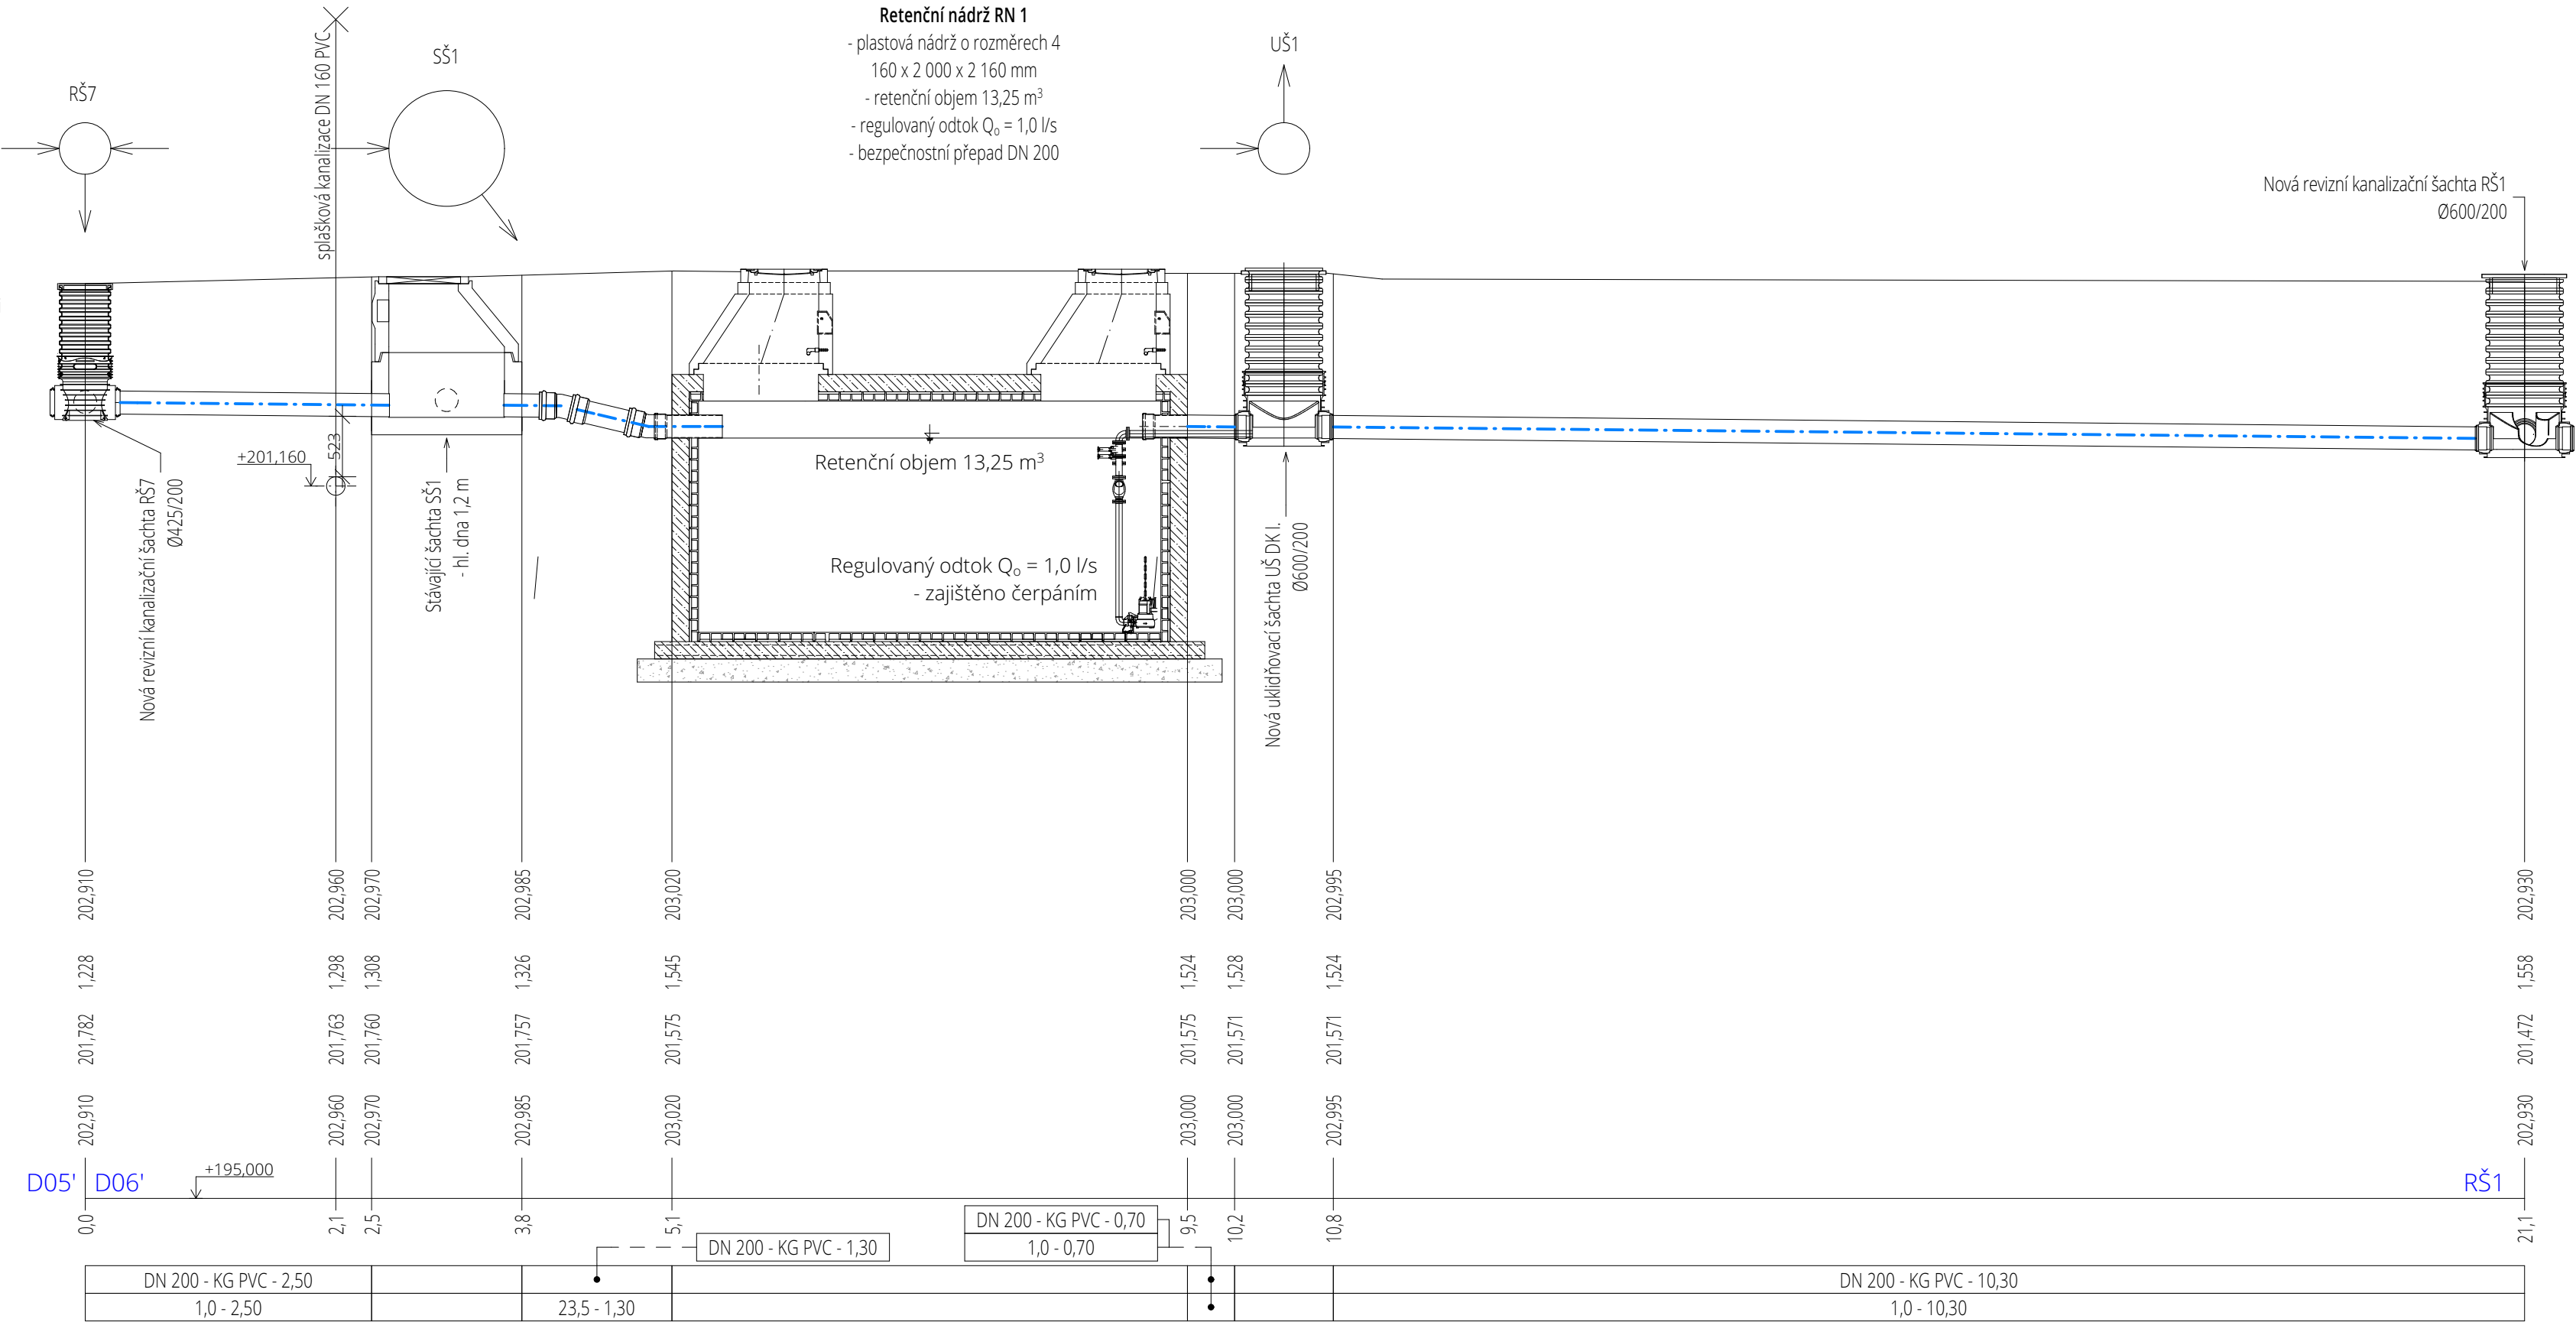 Retenční nádrž RN 1
- plastová nádrž o rozměrech 4
160 x 2 000 x 2 160 mm
- retenční objem 13,25 m³
- regulovaný odtok Qₒ = 1,0 l/s
- bezpečnostní přepad DN 200
RŠ7
splašková kanalizace DN 160 PVC
SŠ1
UŠ1
Nová revizní kanalizační šachta RŠ1
Ø600/200
+201,160
523
Nová revizní kanalizační šachta RŠ7
Ø425/200
Stávající šachta SŠ1
- hl. dna 1,2 m
Retenční objem 13,25 m³
Regulovaný odtok Qₒ = 1,0 l/s
- zajištěno čerpáním
Nová uklidňovací šachta UŠ DK I.
Ø600/200
202,910 202,960 202,970 202,985 203,020 203,000 203,000 202,995 202,930
1,228 1,298 1,308 1,326 1,545 1,524 1,528 1,524 1,558
201,782 201,763 201,760 201,757 201,575 201,575 201,571 201,571 201,472
202,910 202,960 202,970 202,985 203,020 203,000 203,000 202,995 202,930
D05' D06' +195,000 RŠ1
0,0 2,1 2,5 3,8 5,1 9,5 10,2 10,8 21,1
DN 200 - KG PVC - 0,70
1,0 - 0,70
DN 200 - KG PVC - 1,30
DN 200 - KG PVC - 2,50 DN 200 - KG PVC - 10,30
1,0 - 2,50 23,5 - 1,30 1,0 - 10,30